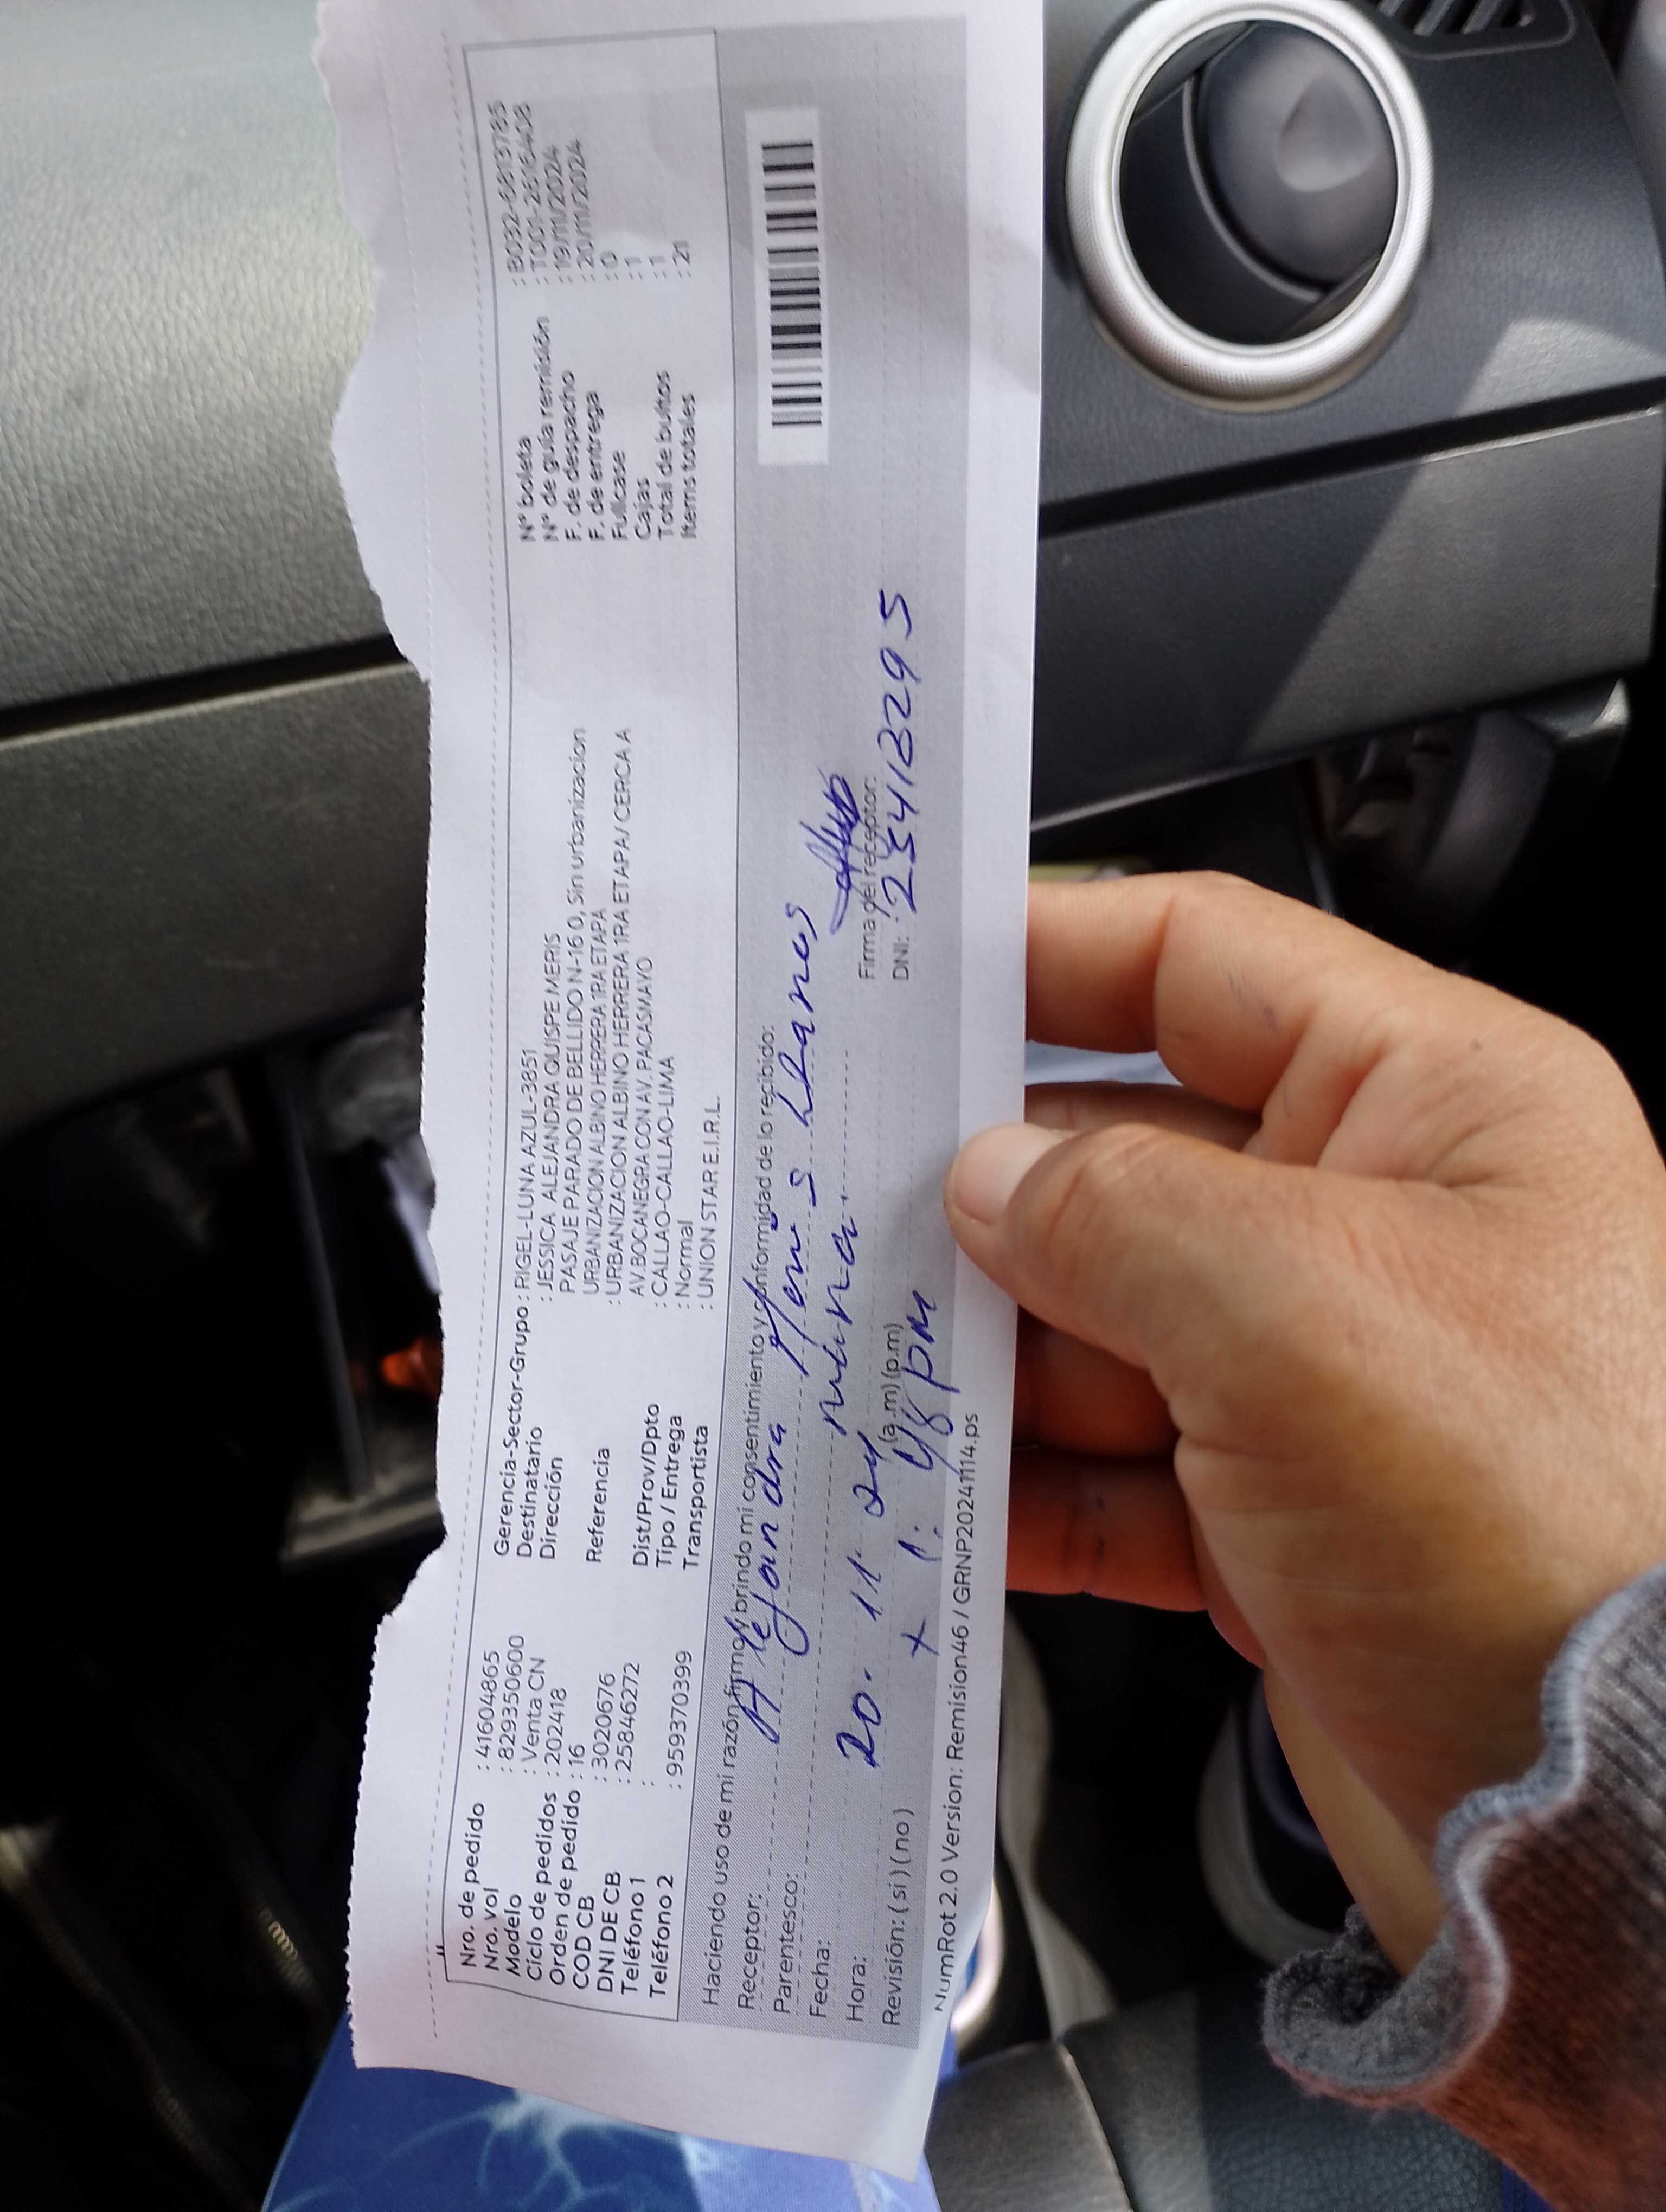 Nro. de pedido : 41604865
Nro. vol : 829350600
Modelo : Venta CN
Ciclo de pedidos : 202418
Orden de pedido : 16
COD CB : 3020676
DNI DE CB : 25846272
Teléfono 1 :
Teléfono 2 : 959370399
Gerencia-Sector-Grupo : RIGEL-LUNA AZUL-3851
Destinatario : JESSICA ALEJANDRA QUISPE MERIS
Dirección PASAJE PARADO DE BELLIDO N-16 0, Sin urbanizacion
URBANIZACION ALBINO HERRERA 1RA ETAPA
Referencia : URBANIZACION ALBINO HERRERA 1RA ETAPA/ CERCA A
AV.BOCANEGRA CON AV. PACASMAYO
Dist/Prov/Dpto : CALLAO-CALLAO-LIMA
Tipo / Entrega : Normal
Transportista : UNION STAR E.I.R.L.
N° boleta : B032-6813785
N° de guía remisión : T001-2816408
F. de despacho : 19/11/2024
F. de entrega : 20/11/2024
Fullcase : 0
Cajas : 1
Total de bultos : 1
Items totales : 21
Haciendo uso de mi razón firmo y brindo mi consentimiento y conformidad de lo recibido:
Receptor: Alejandra Meris Llanos
Parentesco:
Fecha: 20. 11. 24
Hora: (a.m) (p.m)
1: 48 pm
Revisión: ( si ) ( no )
Firma del receptor:
DNI:
NumRot 2.0 Version: Remision46 / GRNP20241114.ps